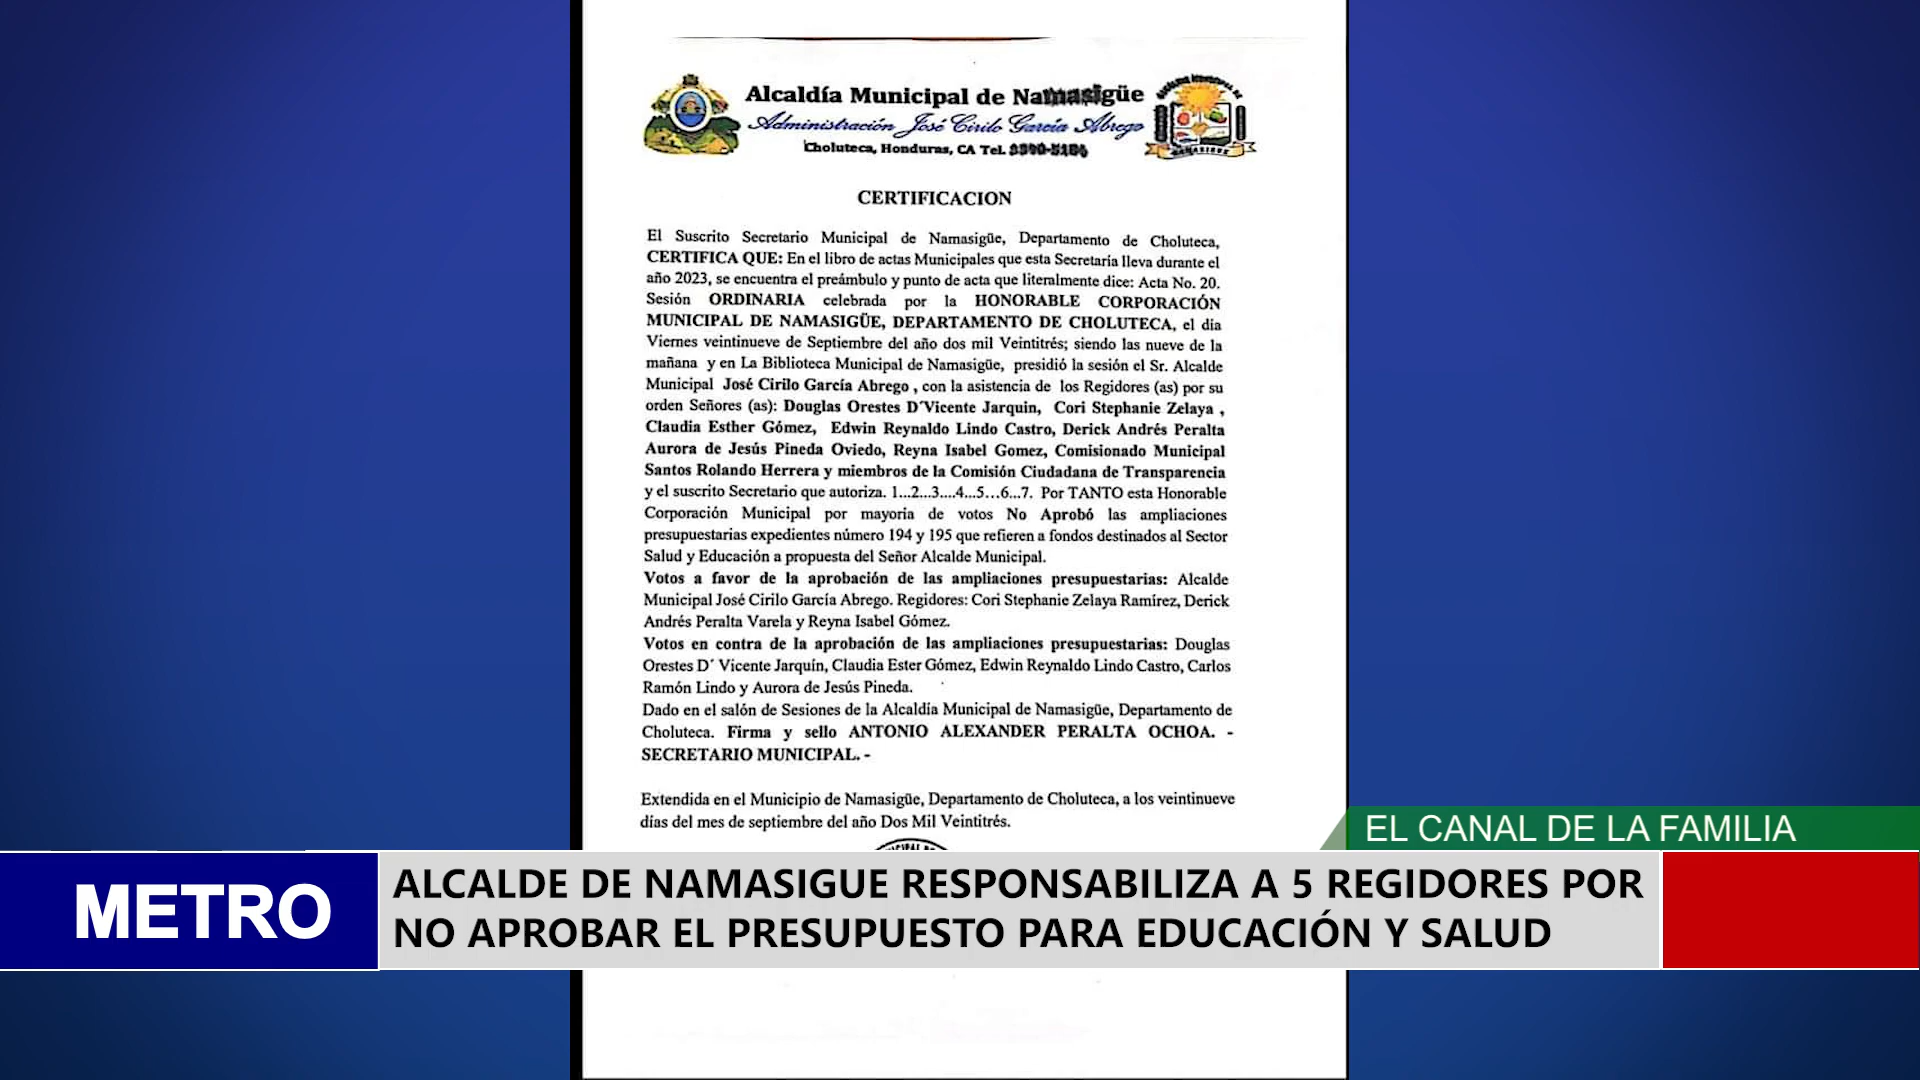 Alcaldía Municipal de Namasigüe
Administración José Cirilo García Abrego
Choluteca, Honduras, CA Tel.
NAMASIGUE
CERTIFICACION
El Suscrito Secretario Municipal de Namasigüe, Departamento de Choluteca,
CERTIFICA QUE: En el libro de actas Municipales que esta Secretaría lleva durante el
año 2023, se encuentra el preámbulo y punto de acta que literalmente dice: Acta No. 20.
Sesión ORDINARIA celebrada por la HONORABLE CORPORACIÓN
MUNICIPAL DE NAMASIGÜE, DEPARTAMENTO DE CHOLUTECA, el día
Viernes veintinueve de Septiembre del año dos mil Veintitrés; siendo las nueve de la
mañana y en La Biblioteca Municipal de Namasigüe, presidió la sesión el Sr. Alcalde
Municipal José Cirilo García Abrego , con la asistencia de los Regidores (as) por su
orden Señores (as): Douglas Orestes D´Vicente Jarquin, Cori Stephanie Zelaya ,
Claudia Esther Gómez, Edwin Reynaldo Lindo Castro, Derick Andrés Peralta
Aurora de Jesús Pineda Oviedo, Reyna Isabel Gomez, Comisionado Municipal
Santos Rolando Herrera y miembros de la Comisión Ciudadana de Transparencia
y el suscrito Secretario que autoriza. 1...2...3....4...5...6...7. Por TANTO esta Honorable
Corporación Municipal por mayoría de votos No Aprobó las ampliaciones
presupuestarias expedientes número 194 y 195 que refieren a fondos destinados al Sector
Salud y Educación a propuesta del Señor Alcalde Municipal.
Votos a favor de la aprobación de las ampliaciones presupuestarias: Alcalde
Municipal José Cirilo García Abrego. Regidores: Cori Stephanie Zelaya Ramírez, Derick
Andrés Peralta Varela y Reyna Isabel Gómez.
Votos en contra de la aprobación de las ampliaciones presupuestarias: Douglas
Orestes D´ Vicente Jarquín, Claudia Ester Gómez, Edwin Reynaldo Lindo Castro, Carlos
Ramón Lindo y Aurora de Jesús Pineda.
Dado en el salón de Sesiones de la Alcaldía Municipal de Namasigüe, Departamento de
Choluteca. Firma y sello ANTONIO ALEXANDER PERALTA OCHOA. -
SECRETARIO MUNICIPAL. -
Extendida en el Municipio de Namasigüe, Departamento de Choluteca, a los veintinueve
días del mes de septiembre del año Dos Mil Veintitrés.
EL CANAL DE LA FAMILIA
METRO
ALCALDE DE NAMASIGUE RESPONSABILIZA A 5 REGIDORES POR
NO APROBAR EL PRESUPUESTO PARA EDUCACIÓN Y SALUD